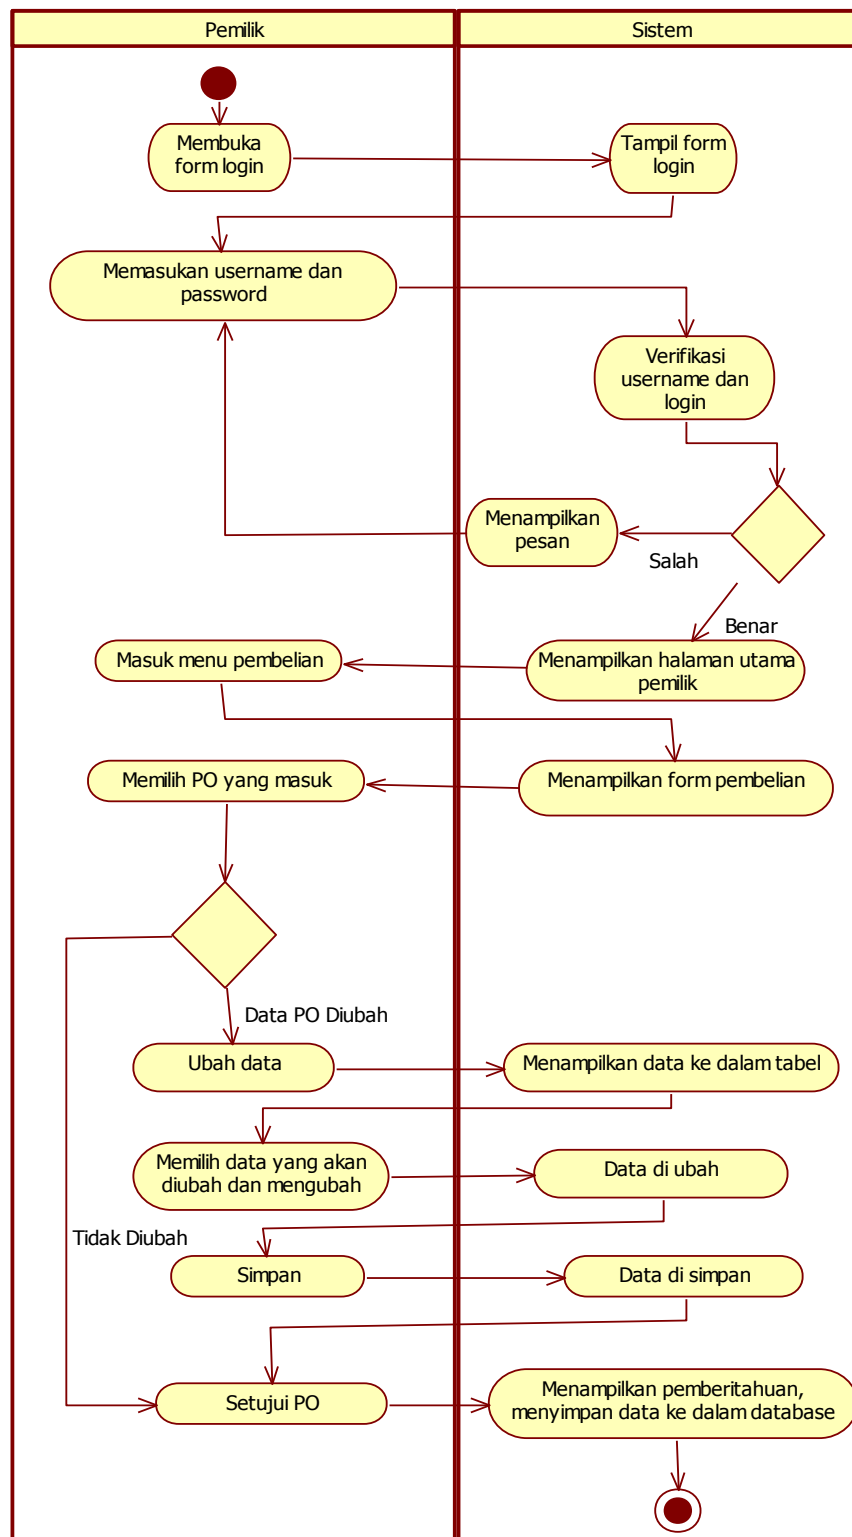 Pemilik
Sistem
Membuka
form login
Tampil form
login
Memasukan username dan
password
Verifikasi
username dan
login
Menampilkan
pesan
Salah
Benar
Masuk menu pembelian
Menampilkan halaman utama
pemilik
Memilih PO yang masuk
Menampilkan form pembelian
Data PO Diubah
Ubah data
Menampilkan data ke dalam tabel
Memilih data yang akan
diubah dan mengubah
Data di ubah
Tidak Diubah
Simpan
Data di simpan
Setujui PO
Menampilkan pemberitahuan,
menyimpan data ke dalam database